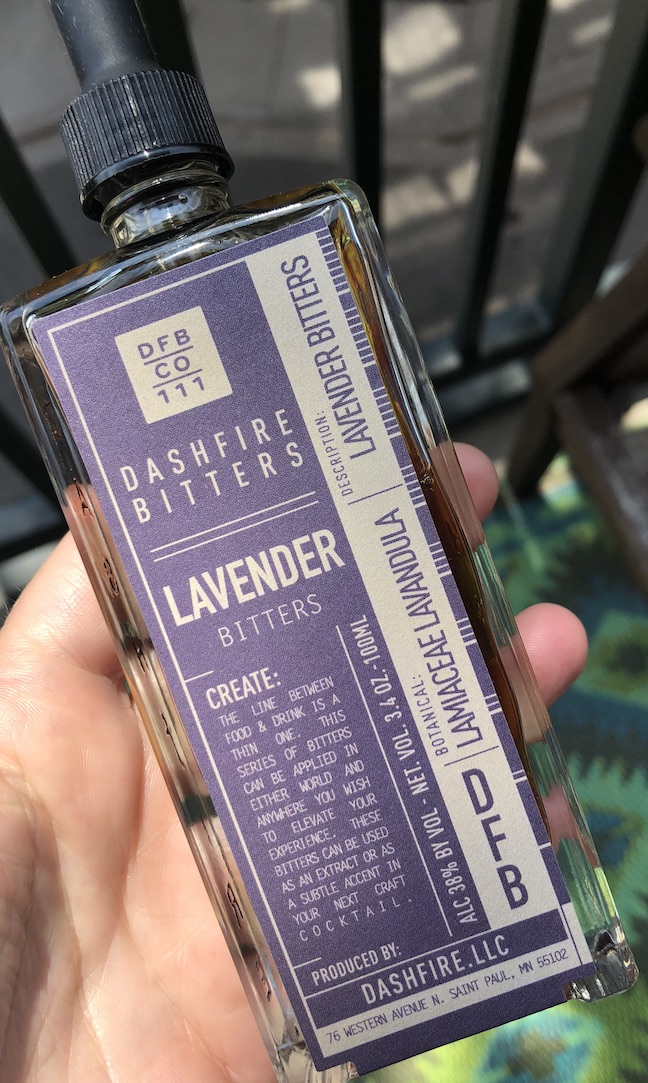 DFB
CO
111
DASHFIRE
BITTERS
LAVENDER
BITTERS
CREATE:
THE LINE BETWEEN
FOOD & DRINK IS A
THIN ONE. THIS
SERIES OF BITTERS
CAN BE APPLIED IN
EITHER WORLD AND
ANYWHERE YOU WISH
TO ELEVATE YOUR
EXPERIENCE. THESE
BITTERS CAN BE USED
AS AN EXTRACT OR AS
A SUBTLE ACCENT IN
YOUR NEXT CRAFT
COCKTAIL.
ALC 38% BY VOL - NET. VOL. 3.4 OZ.-100ML
DESCRIPTION: LAVENDER BITTERS
BOTANICAL: LAMIACEAE LAVANDULA
DFB
PRODUCED BY:
DASHFIRE.LLC
76 WESTERN AVENUE N. SAINT PAUL, MN 55102